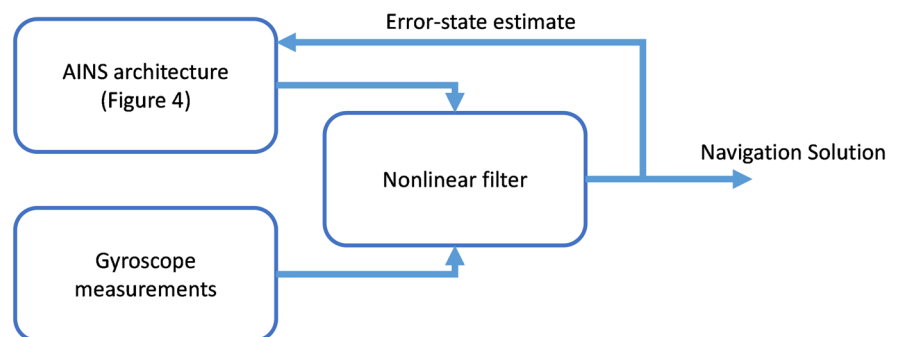 Error-state estimate
AINS architecture
(Figure 4)
Nonlinear filter
Navigation Solution
Gyroscope
measurements